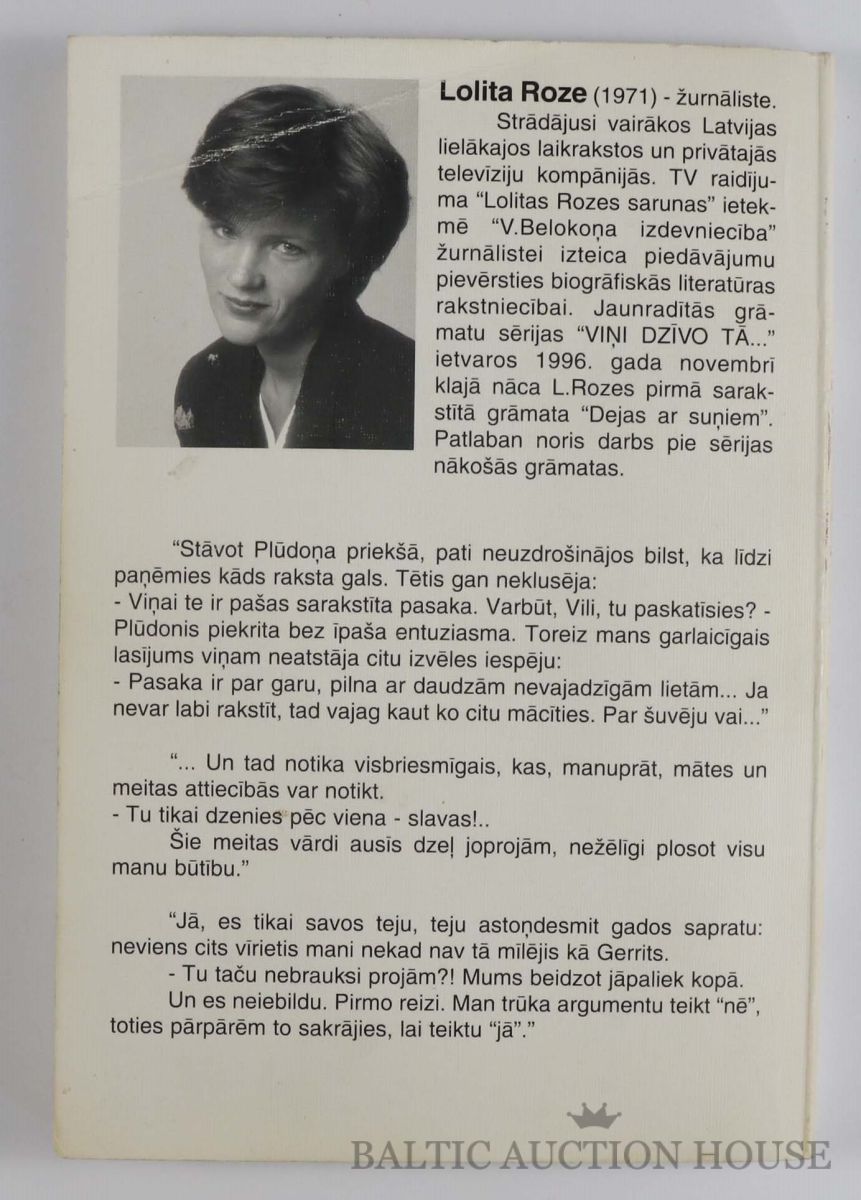 Lolita Roze (1971) - žurnāliste.
Strādājusi vairākos Latvijas
lielākajos laikrakstos un privātajās
televīziju kompānijās. TV raidīju-
ma “Lolitas Rozes sarunas” ietek-
mē “V.Belokoņa izdevniecība”
žurnālistei izteica piedāvājumu
pievērsties biogrāfiskās literatūras
rakstniecībai. Jaunradītās grā-
matu sērijas “VIŅI DZĪVO TĀ...”
ietvaros 1996. gada novembrī
klajā nāca L.Rozes pirmā sarak-
stītā grāmata “Dejas ar suņiem”.
Patlaban noris darbs pie sērijas
nākošās grāmatas.
“Stāvot Plūdoņa priekšā, pati neuzdrošinājos bilst, ka līdzi
paņēmies kāds raksta gals. Tētis gan neklusēja:
- Viņai te ir pašas sarakstīta pasaka. Varbūt, Vili, tu paskatīsies? -
Plūdonis piekrita bez īpaša entuziasma. Toreiz mans garlaicīgais
lasījums viņam neatstāja citu izvēles iespēju:
- Pasaka ir par garu, pilna ar daudzām nevajadzīgām lietām... Ja
nevar labi rakstīt, tad vajag kaut ko citu mācīties. Par šuvēju vai...”
“... Un tad notika visbriesmīgais, kas, manuprāt, mātes un
meitas attiecībās var notikt.
- Tu tikai dzenies pēc viena - slavas!..
Šie meitas vārdi ausīs dzeļ joprojām, nežēlīgi plosot visu
manu būtību.”
“Jā, es tikai savos teju, teju astoņdesmit gados sapratu:
neviens cits vīrietis mani nekad nav tā mīlējis kā Gerrits.
- Tu taču nebrauksi projām?! Mums beidzot jāpaliek kopā.
Un es neiebildu. Pirmo reizi. Man trūka argumentu teikt “nē”,
toties pārpārēm to sakrājies, lai teiktu “jā”.”
BALTIC AUCTION HOUSE